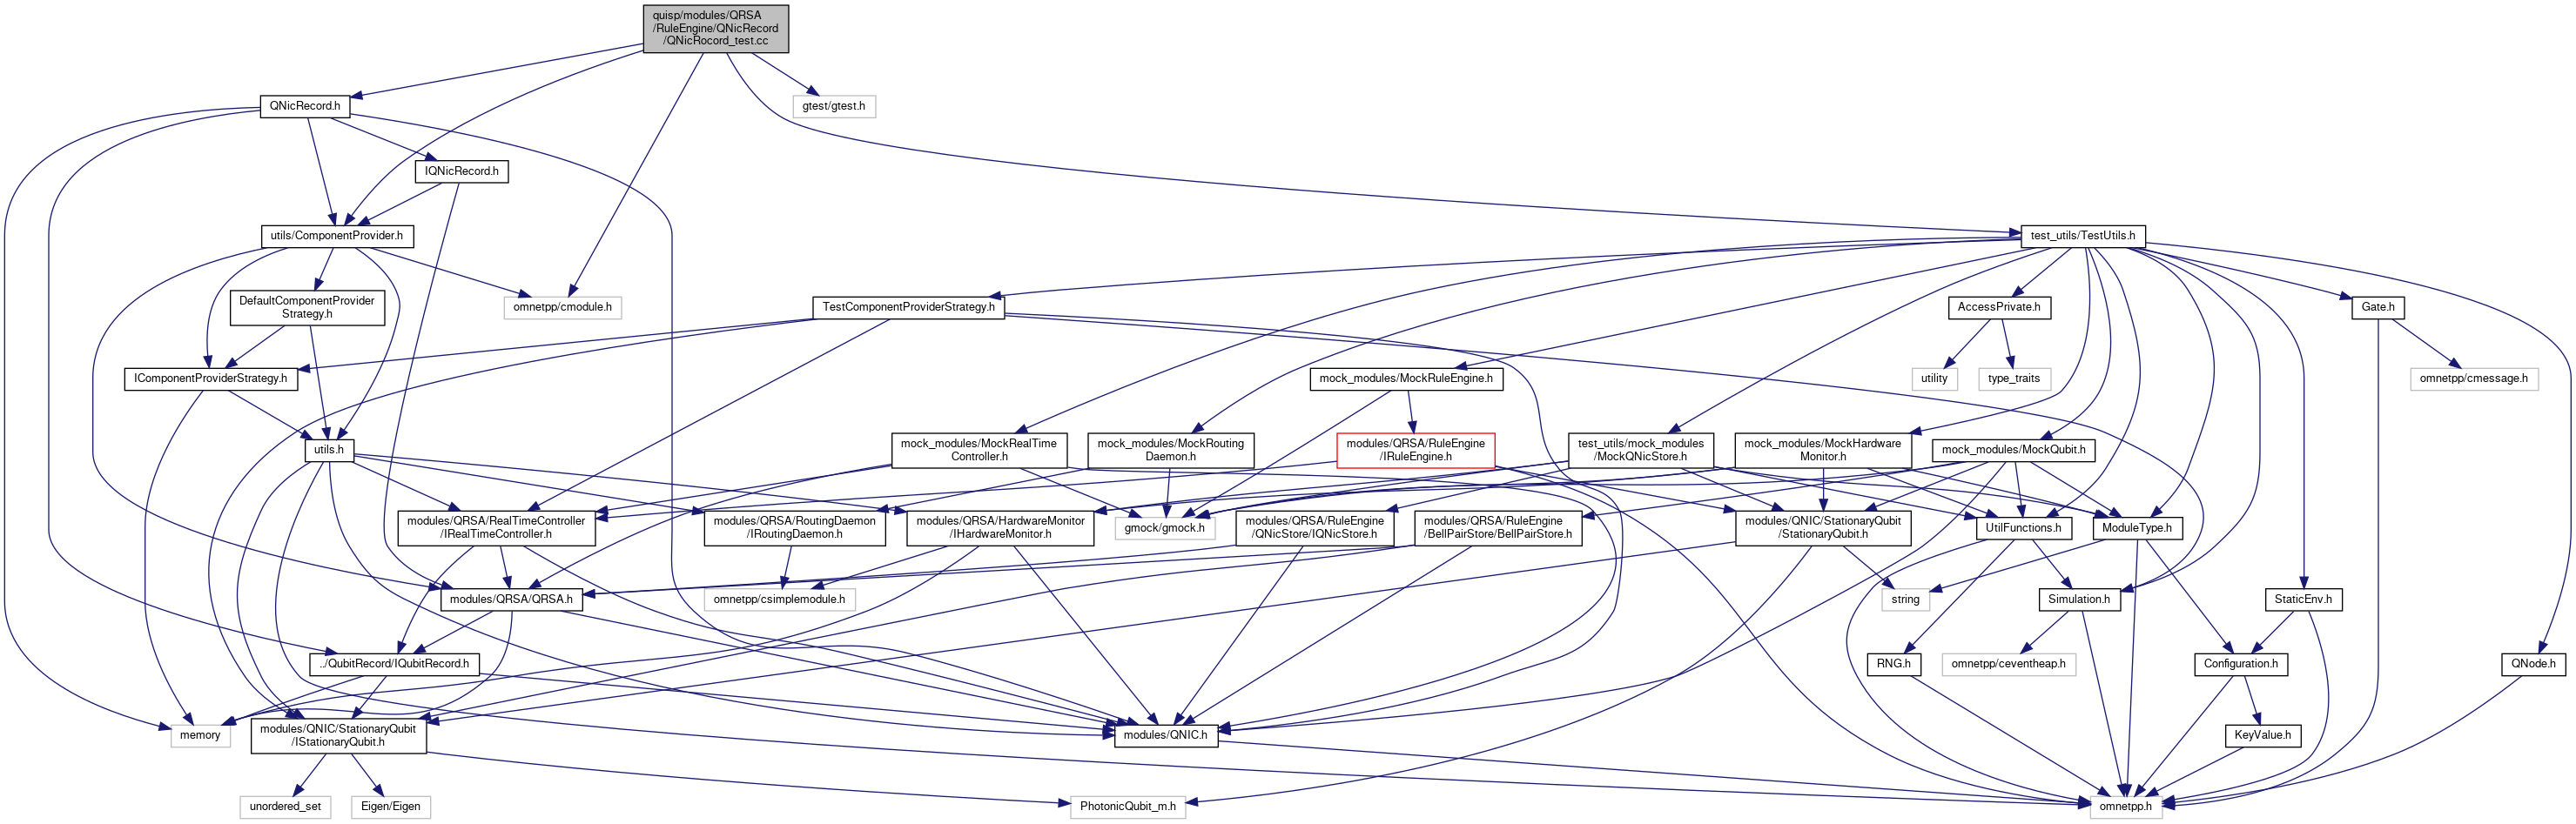 quisp/modules/QRSA
/RuleEngine/QNicRecord
/QNicRocord_test.cc
QNicRecord.h
gtest/gtest.h
IQNicRecord.h
utils/ComponentProvider.h
test_utils/TestUtils.h
DefaultComponentProvider
Strategy.h
omnetpp/cmodule.h
TestComponentProviderStrategy.h
AccessPrivate.h
Gate.h
IComponentProviderStrategy.h
mock_modules/MockRuleEngine.h
utility
type_traits
omnetpp/cmessage.h
utils.h
mock_modules/MockRealTime
Controller.h
mock_modules/MockRouting
Daemon.h
modules/QRSA/RuleEngine
/IRuleEngine.h
test_utils/mock_modules
/MockQNicStore.h
mock_modules/MockHardware
Monitor.h
mock_modules/MockQubit.h
modules/QRSA/RealTimeController
/IRealTimeController.h
modules/QRSA/RoutingDaemon
/IRoutingDaemon.h
modules/QRSA/HardwareMonitor
/IHardwareMonitor.h
gmock/gmock.h
modules/QRSA/RuleEngine
/QNicStore/IQNicStore.h
modules/QRSA/RuleEngine
/BellPairStore/BellPairStore.h
modules/QNIC/StationaryQubit
/StationaryQubit.h
UtilFunctions.h
ModuleType.h
modules/QRSA/QRSA.h
omnetpp/csimplemodule.h
string
Simulation.h
StaticEnv.h
../QubitRecord/IQubitRecord.h
RNG.h
omnetpp/ceventheap.h
Configuration.h
QNode.h
memory
modules/QNIC/StationaryQubit
/IStationaryQubit.h
modules/QNIC.h
KeyValue.h
unordered_set
Eigen/Eigen
PhotonicQubit_m.h
omnetpp.h